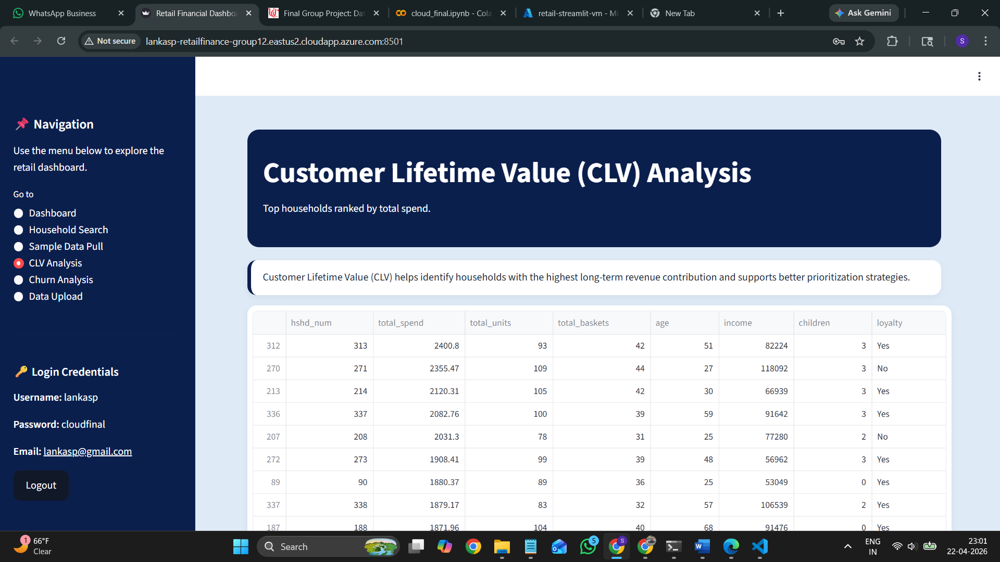 WhatsApp Business
Retail Financial Dashbo
Final Group Project: Dat
cloud_final.ipynb - Cola
retail-streamlit-vm - Mi
New Tab
Ask Gemini
Not secure
lankasp-retailfinance-group12.eastus2.cloudapp.azure.com:8501
S
📌 Navigation
Use the menu below to explore the
retail dashboard.
Go to
Dashboard
Household Search
Sample Data Pull
CLV Analysis
Churn Analysis
Data Upload
🔑 Login Credentials
Username: lankasp
Password: cloudfinal
Email: lankasp@gmail.com
Logout
Customer Lifetime Value (CLV) Analysis
Top households ranked by total spend.
Customer Lifetime Value (CLV) helps identify households with the highest long-term revenue contribution and supports better prioritization strategies.
hshd_num total_spend total_units total_baskets age income children loyalty
312 313 2400.8 93 42 51 82224 3 Yes
270 271 2355.47 109 44 27 118092 3 No
213 214 2120.31 105 42 30 66939 3 Yes
336 337 2082.76 100 39 59 91642 3 Yes
207 208 2031.3 78 31 25 77280 2 No
272 273 1908.41 99 39 48 56962 3 Yes
89 90 1880.37 89 36 25 53049 0 Yes
337 338 1879.17 83 32 57 106539 2 Yes
187 188 1871.96 104 40 68 91476 0 Yes
1
66°F
Clear
Search
5
S
ENG
IN
23:01
22-04-2026